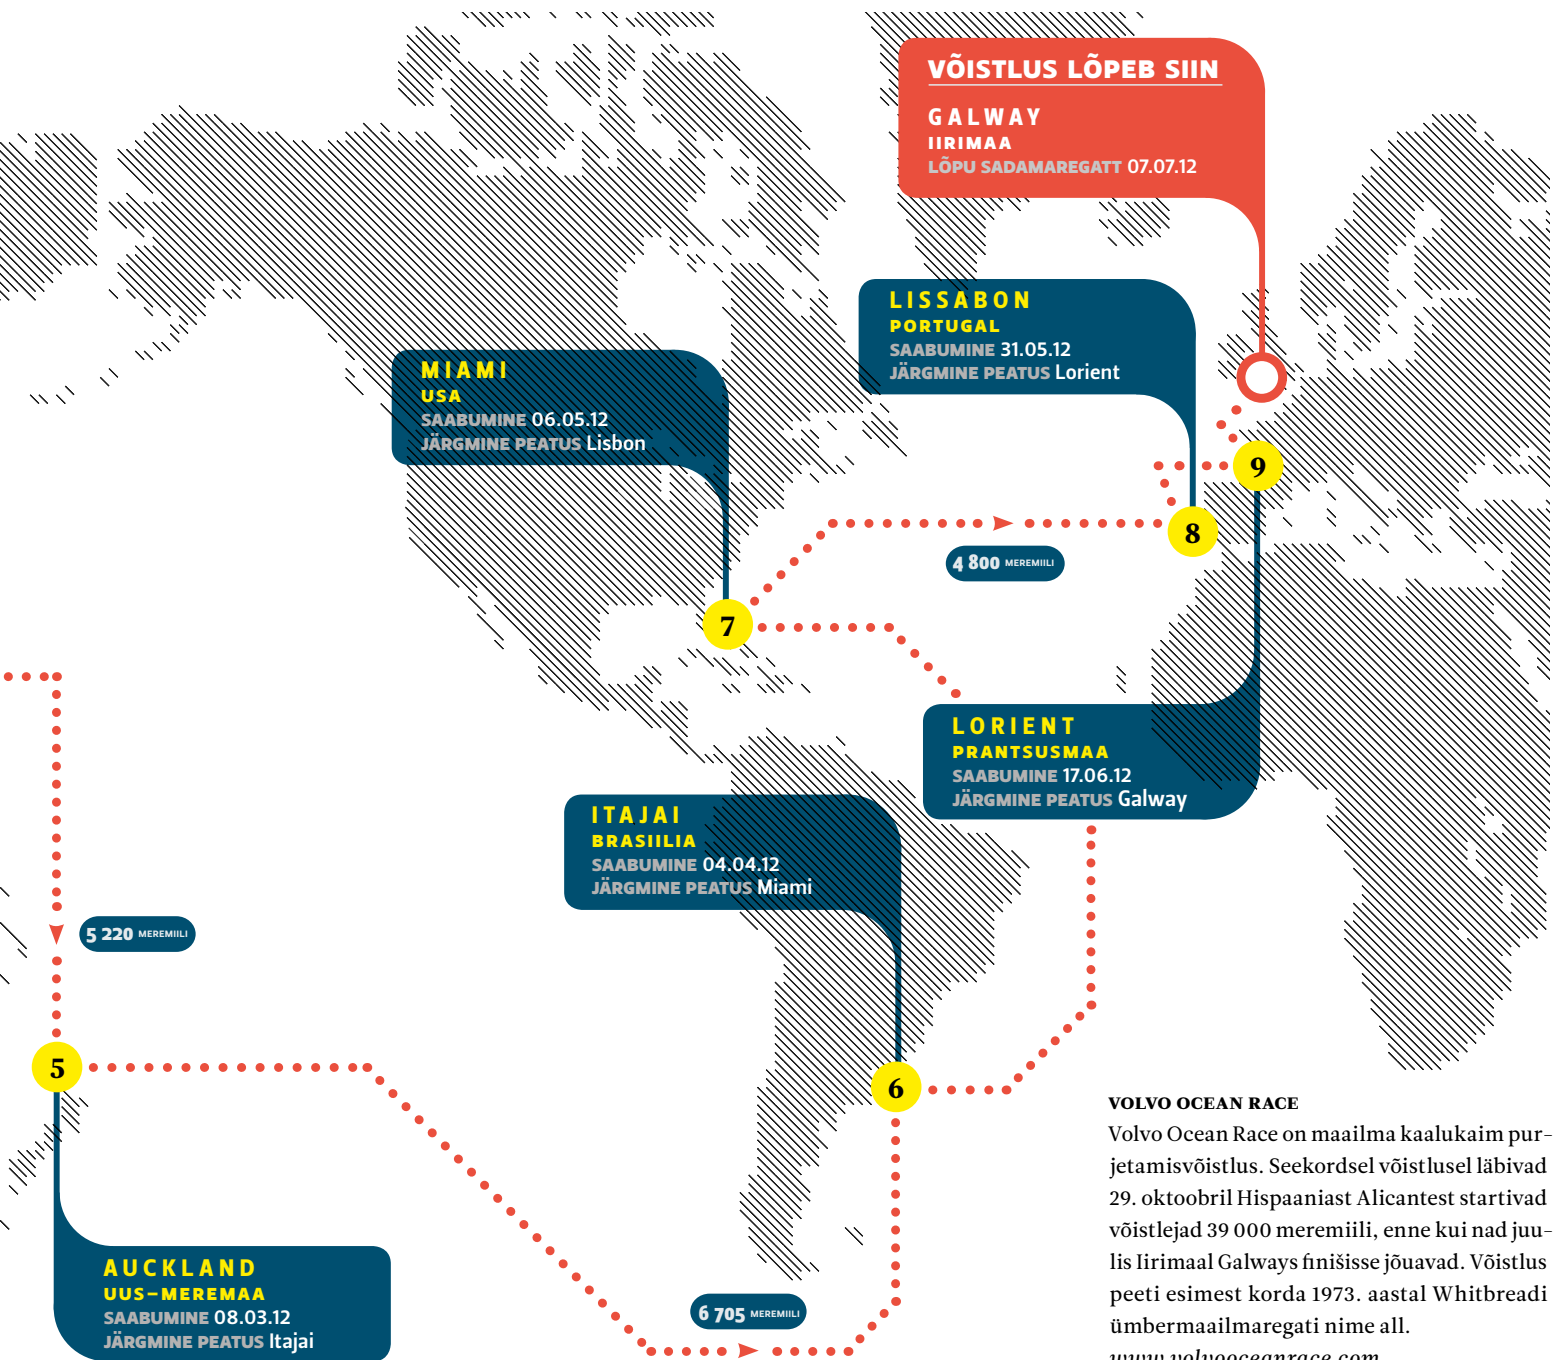 VÕISTLUS LÕPEB SIIN
GALWAY
IIRIMAA
LÕPU SADAMAREGATT 07.07.12
LISSABON
PORTUGAL
SAABUMINE 31.05.12
JÄRGMINE PEATUS Lorient
MIAMI
USA
SAABUMINE 06.05.12
JÄRGMINE PEATUS Lisbon
9
8
4 800 MEREMIILI
7
LORIENT
PRANTSUSMAA
SAABUMINE 17.06.12
JÄRGMINE PEATUS Galway
ITAJAI
BRASIILIA
SAABUMINE 04.04.12
JÄRGMINE PEATUS Miami
5 220 MEREMIILI
5
6
AUCKLAND
UUS-MEREMAA
SAABUMINE 08.03.12
JÄRGMINE PEATUS Itajai
6 705 MEREMIILI
VOLVO OCEAN RACE
Volvo Ocean Race on maailma kaalukaim pur-
jetamisvõistlus. Seekordsel võistlusel läbivad
29. oktoobril Hispaaniast Alicantest startivad
võistlejad 39 000 meremiili, enne kui nad juu-
lis Iirimaal Galways finišisse jõuavad. Võistlus
peeti esimest korda 1973. aastal Whitbreadi
ümbermaailmaregati nime all.
www.volvooceanrace.com